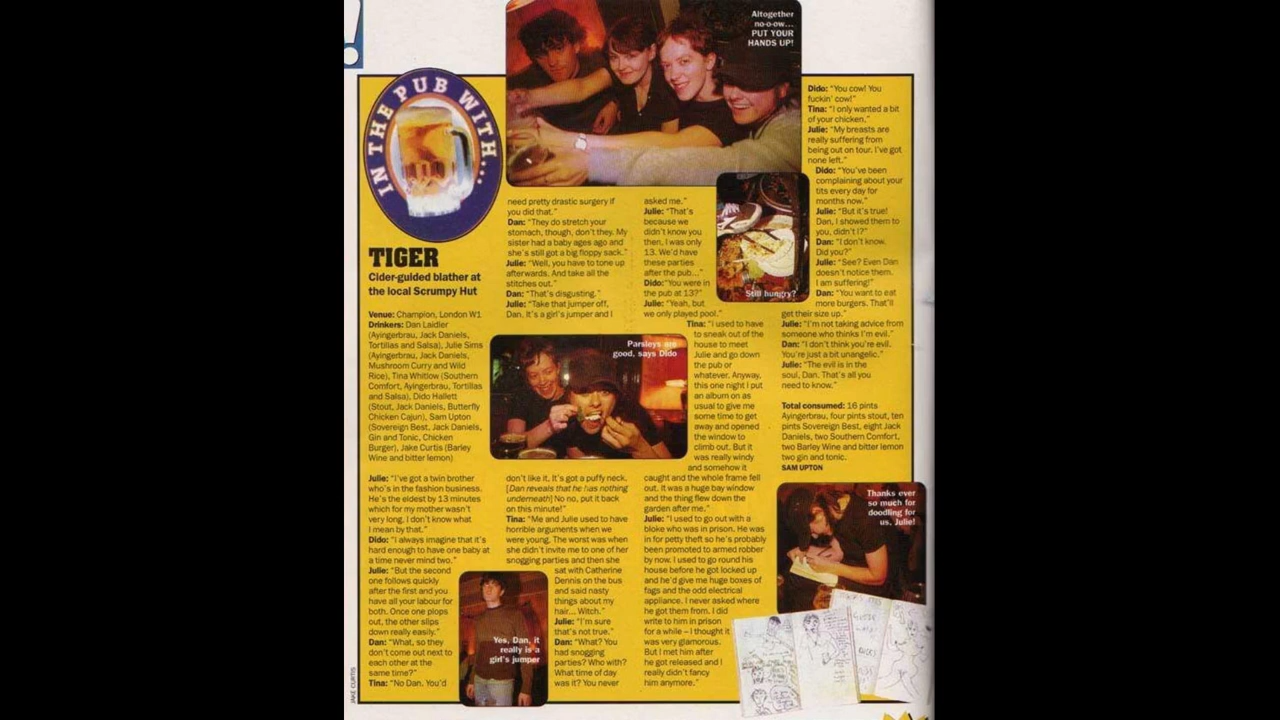 !
IN THE PUB WITH...
Altogether
no-o-ow...
PUT YOUR
HANDS UP!
TIGER
Cider-guided blather at
the local Scrumpy Hut
Venue: Champion, London W1
Drinkers: Dan Laidler
(Ayingerbrau, Jack Daniels,
Tortillas and Salsa), Julie Sims
(Ayingerbrau, Jack Daniels,
Mushroom Curry and Wild
Rice), Tina Whitlow (Southern
Comfort, Ayingerbrau, Tortillas
and Salsa), Dido Hallett
(Stout, Jack Daniels, Butterfly
Chicken Cajun), Sam Upton
(Sovereign Best, Jack Daniels,
Gin and Tonic, Chicken
Burger), Jake Curtis (Barley
Wine and bitter lemon)
Julie: "I've got a twin brother
who's in the fashion business.
He's the eldest by 13 minutes
which for my mother wasn't
very long. I don't know what
I mean by that."
Dido: "I always imagine that it's
hard enough to have one baby at
a time never mind two."
Julie: "But the second
one follows quickly
after the first and you
have all your labour for
both. Once one plops
out, the other slips
down really easily."
Dan: "What, so they
don't come out next to
each other at the
same time?"
Tina: "No Dan. You'd
need pretty drastic surgery if
you did that."
Dan: "They do stretch your
stomach, though, don't they. My
sister had a baby ages ago and
she's still got a big floppy sack."
Julie: "Well, you have to tone up
afterwards. And take all the
stitches out."
Dan: "That's disgusting."
Julie: "Take that jumper off,
Dan. It's a girl's jumper and I
Parsleys are
good, says Dido
don't like it. It's got a puffy neck.
[Dan reveals that he has nothing
underneath] No no, put it back
on this minute!"
Tina: "Me and Julie used to have
horrible arguments when we
were young. The worst was when
she didn't invite me to one of her
snogging parties and then she
sat with Catherine
Dennis on the bus
and said nasty
things about my
hair... Witch."
Julie: "I'm sure
that's not true."
Dan: "What? You
had snogging
parties? Who with?
What time of day
was it? You never
Yes, Dan, it
really is a
girl's jumper
asked me."
Julie: "That's
because we
didn't know you
then, I was only
13. We'd have
these parties
after the pub..."
Dido: "You were in
the pub at 13?"
Julie: "Yeah, but
we only played pool."
Tina: "I used to have
to sneak out of the
house to meet
Julie and go down
the pub or
whatever. Anyway,
this one night I put
an album on as
usual to give me
some time to get
away and opened
the window to
climb out. But it
was really windy
and somehow it
caught and the whole frame fell
out. It was a huge bay window
and the thing flew down the
garden after me."
Julie: "I used to go out with a
bloke who was in prison. He was
in for petty theft so he's probably
been promoted to armed robber
by now. I used to go round his
house before he got locked up
and he'd give me huge boxes of
fags and the odd electrical
appliance. I never asked where
he got them from. I did
write to him in prison
for a while – I thought it
was very glamorous.
But I met him after
he got released and I
really didn't fancy
him anymore."
Still hungry?
Dido: "You cow! You
fuckin' cow!"
Tina: "I only wanted a bit
of your chicken."
Julie: "My breasts are
really suffering from
being out on tour. I've got
none left."
Dido: "You've been
complaining about your
tits every day for
months now."
Julie: "But it's true!
Dan, I showed them to
you, didn't I?"
Dan: "I don't know.
Did you?"
Julie: "See? Even Dan
doesn't notice them.
I am suffering!"
Dan: "You want to eat
more burgers. That'll
get their size up."
Julie: "I'm not taking advice from
someone who thinks I'm evil."
Dan: "I don't think you're evil.
You're just a bit unangelic."
Julie: "The evil is in the
soul, Dan. That's all you
need to know."
Total consumed: 16 pints
Ayingerbrau, four pints stout, ten
pints Sovereign Best, eight Jack
Daniels, two Southern Comfort,
two Barley Wine and bitter lemon
two gin and tonic.
SAM UPTON
Thanks ever
so much for
doodling for
us, Julie!
JAKE CURTIS